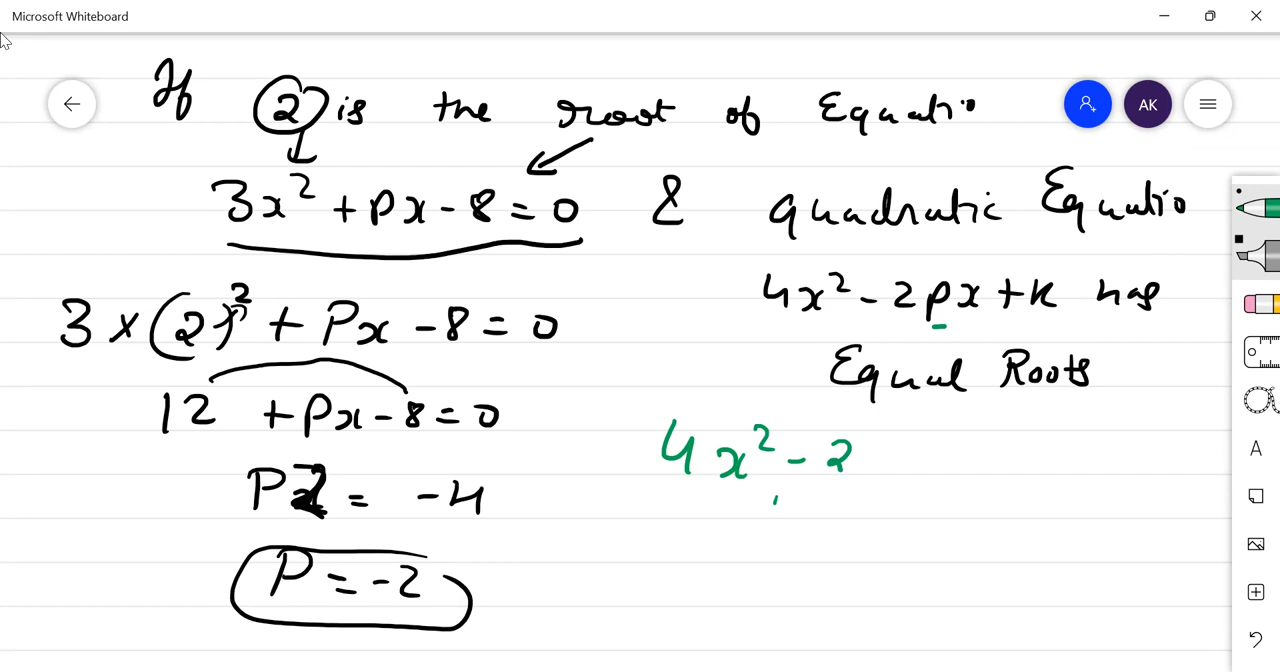 Microsoft Whiteboard
If 2 is the root of Equatio
AK
3x² + px - 8 = 0 & quadratic Equatio
4x² - 2px + k has
3 × (2)² + Px - 8 = 0
Equal Roots
12 + Px - 8 = 0
4x² - 2
P2 = -4
P = -2
A